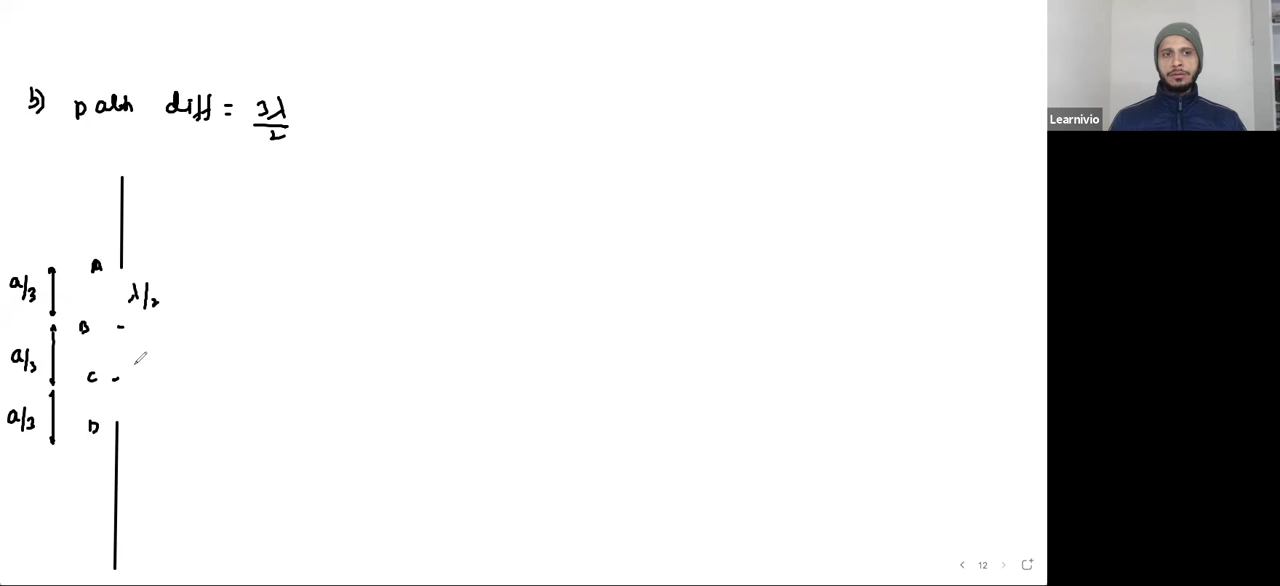 b) path diff = 3λ/2
Learnivio
A
a/3
λ/2
B
a/3
C
a/3
D
12